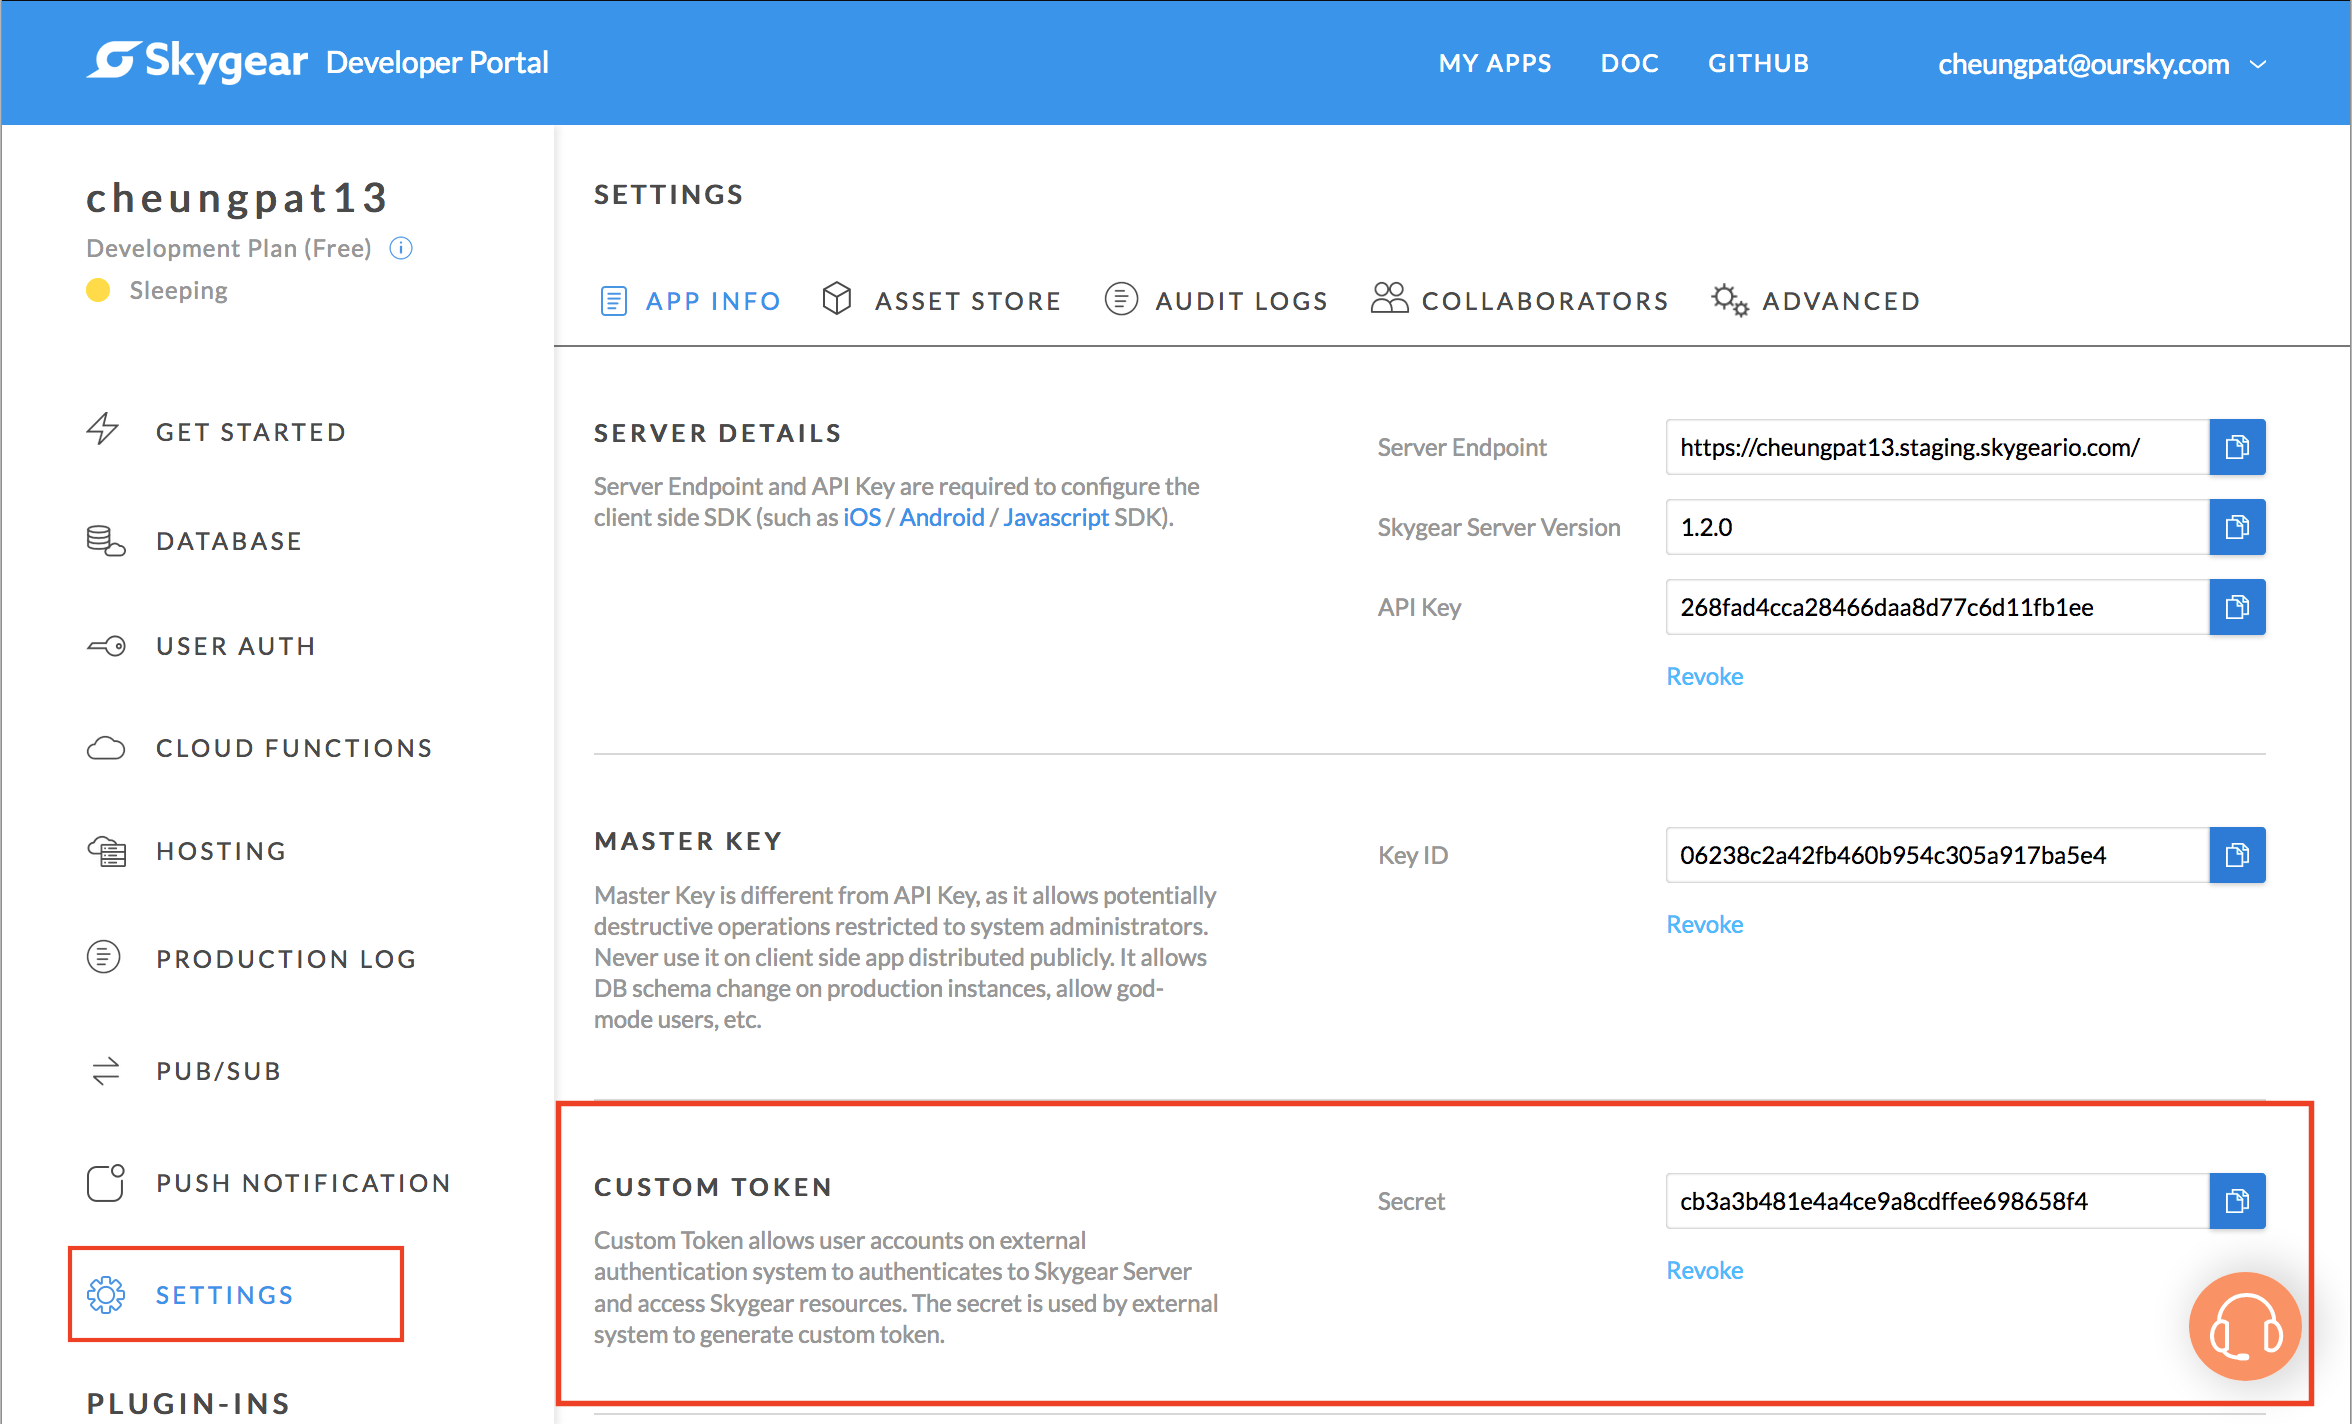 Skygear Developer Portal
MY APPS
DOC
GITHUB
cheungpat@oursky.com
cheungpat13
Development Plan (Free)
Sleeping
GET STARTED
DATABASE
USER AUTH
CLOUD FUNCTIONS
HOSTING
PRODUCTION LOG
PUB/SUB
PUSH NOTIFICATION
SETTINGS
PLUGIN-INS
SETTINGS
APP INFO
ASSET STORE
AUDIT LOGS
COLLABORATORS
ADVANCED
SERVER DETAILS
Server Endpoint and API Key are required to configure the
client side SDK (such as iOS / Android / Javascript SDK).
Server Endpoint
https://cheungpat13.staging.skygeario.com/
Skygear Server Version
1.2.0
API Key
268fad4cca28466daa8d77c6d11fb1ee
Revoke
MASTER KEY
Master Key is different from API Key, as it allows potentially
destructive operations restricted to system administrators.
Never use it on client side app distributed publicly. It allows
DB schema change on production instances, allow god-
mode users, etc.
Key ID
06238c2a42fb460b954c305a917ba5e4
Revoke
CUSTOM TOKEN
Custom Token allows user accounts on external
authentication system to authenticates to Skygear Server
and access Skygear resources. The secret is used by external
system to generate custom token.
Secret
cb3a3b481e4a4ce9a8cdffee698658f4
Revoke